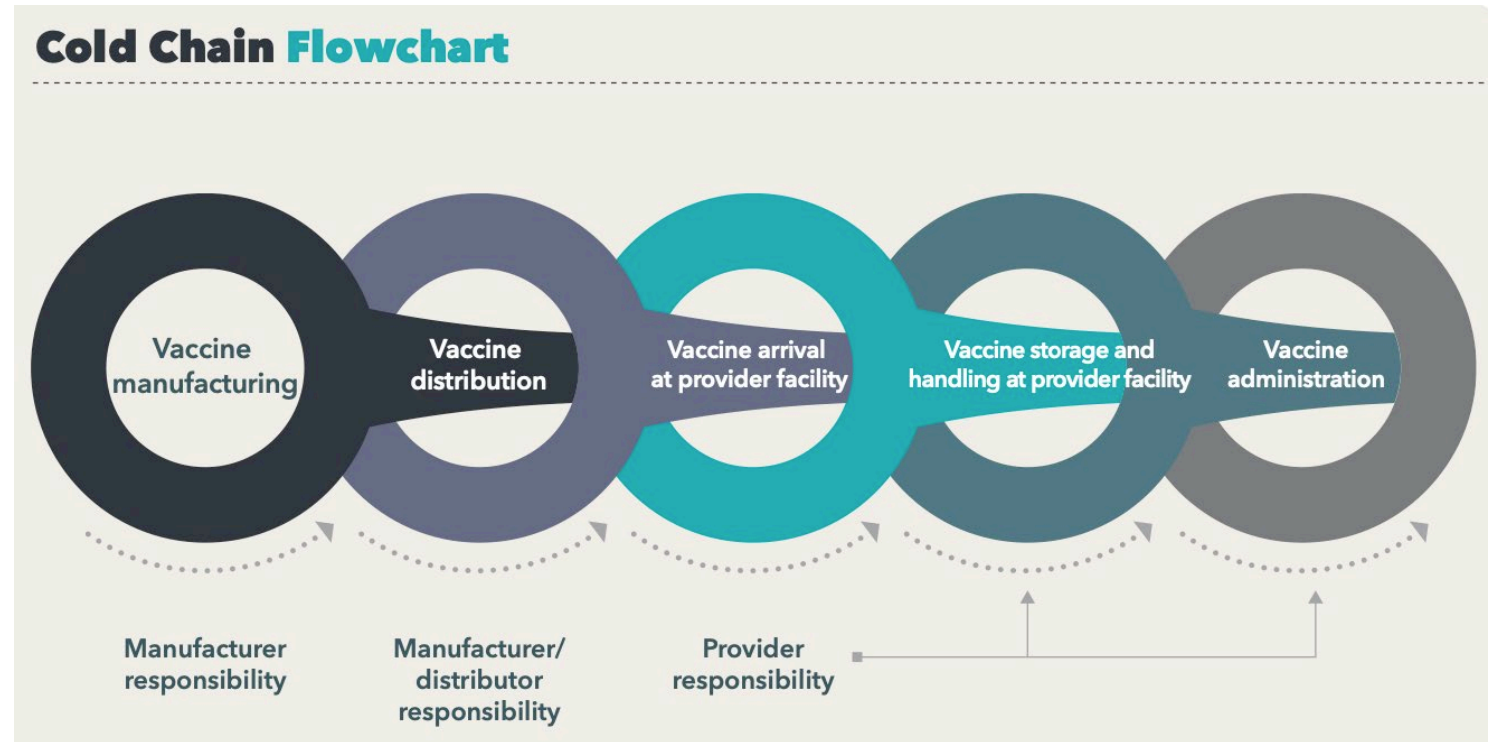 Cold Chain Flowchart
Vaccine
manufacturing
Vaccine
distribution
Vaccine arrival
at provider facility
Vaccine storage and
handling at provider facility
Vaccine
administration
Manufacturer
responsibility
Manufacturer/
distributor
responsibility
Provider
responsibility